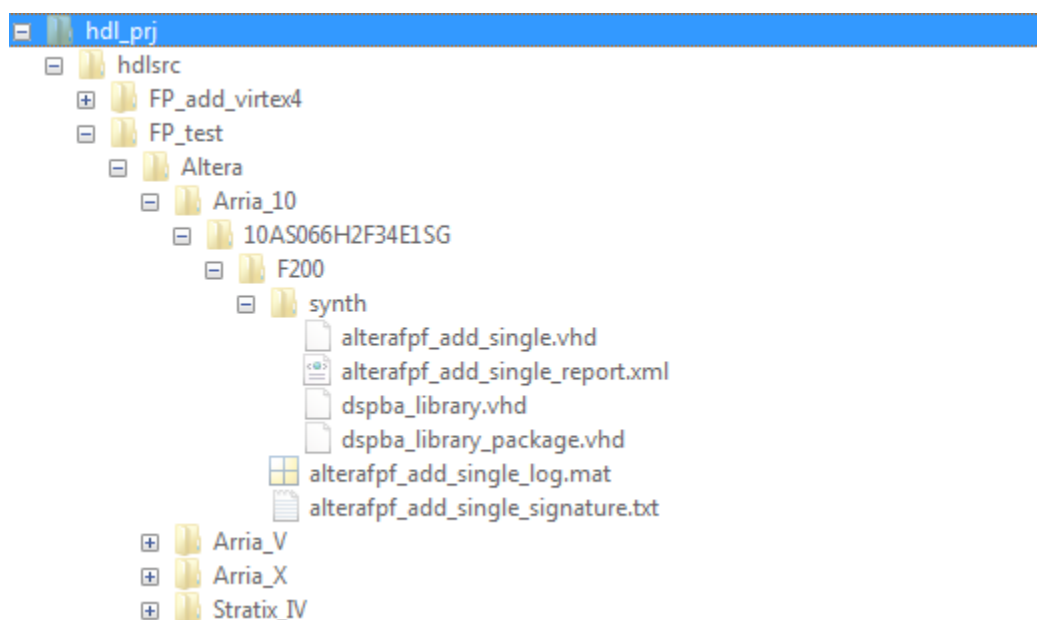 hdl_prj
hdlsrc
FP_add_virtex4
FP_test
Altera
Arria_10
10AS066H2F34E1SG
F200
synth
alterafpf_add_single.vhd
alterafpf_add_single_report.xml
dspba_library.vhd
dspba_library_package.vhd
alterafpf_add_single_log.mat
alterafpf_add_single_signature.txt
Arria_V
Arria_X
Stratix_IV